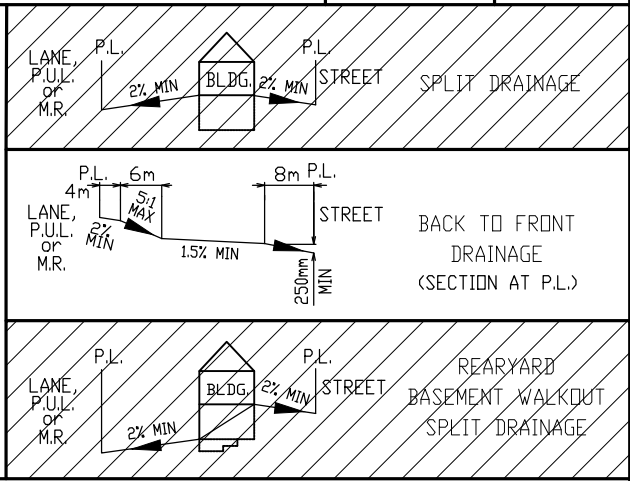 P.L.
P.L.
LANE,
P.U.L.
or
M.R.
2% MIN
BLDG.
2% MIN
STREET
SPLIT DRAINAGE
P.L.
6m
8m
P.L.
4m
5:1
MAX
LANE,
P.U.L.
or
M.R.
2%
MIN
1.5% MIN
STREET
250mm
MIN
BACK TO FRONT
DRAINAGE
(SECTION AT P.L.)
P.L.
P.L.
LANE,
P.U.L.
or
M.R.
2% MIN
BLDG.
2% MIN
STREET
REARYARD
BASEMENT WALKOUT
SPLIT DRAINAGE